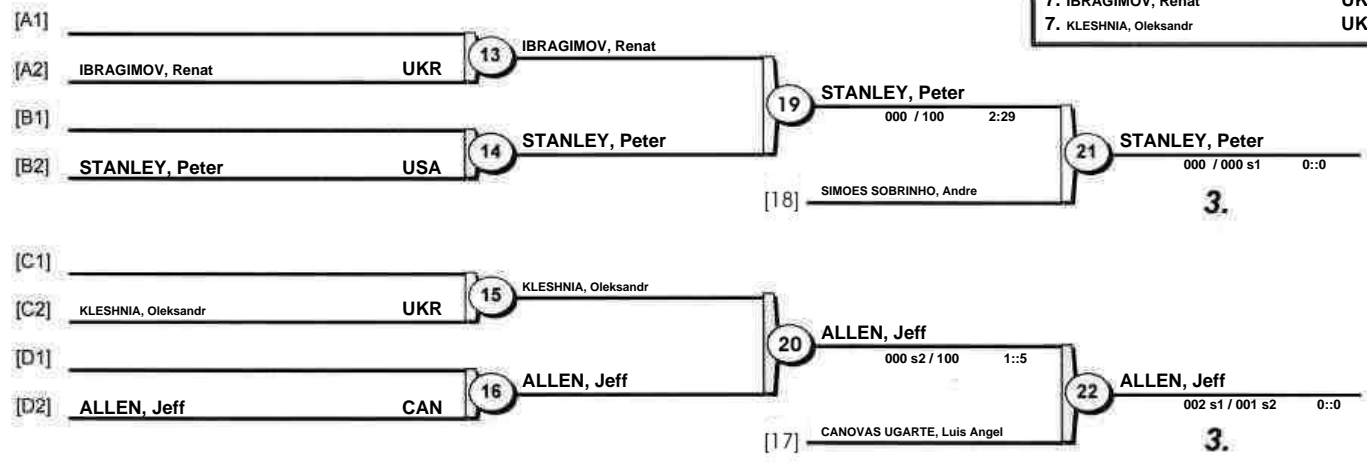 7. IBRAGIMOV, Renat UK
7. KLESHNIA, Oleksandr UK
[A1]
13 IBRAGIMOV, Renat
[A2] IBRAGIMOV, Renat UKR
19 STANLEY, Peter
000 / 100 2:29
[B1]
14 STANLEY, Peter
21 STANLEY, Peter
000 / 000 s1 0::0
[B2] STANLEY, Peter USA
[18] SIMOES SOBRINHO, Andre
3.
[C1]
15 KLESHNIA, Oleksandr
[C2] KLESHNIA, Oleksandr UKR
20 ALLEN, Jeff
000 s2 / 100 1::5
[D1]
16 ALLEN, Jeff
22 ALLEN, Jeff
002 s1 / 001 s2 0::0
[D2] ALLEN, Jeff CAN
[17] CANOVAS UGARTE, Luis Angel
3.